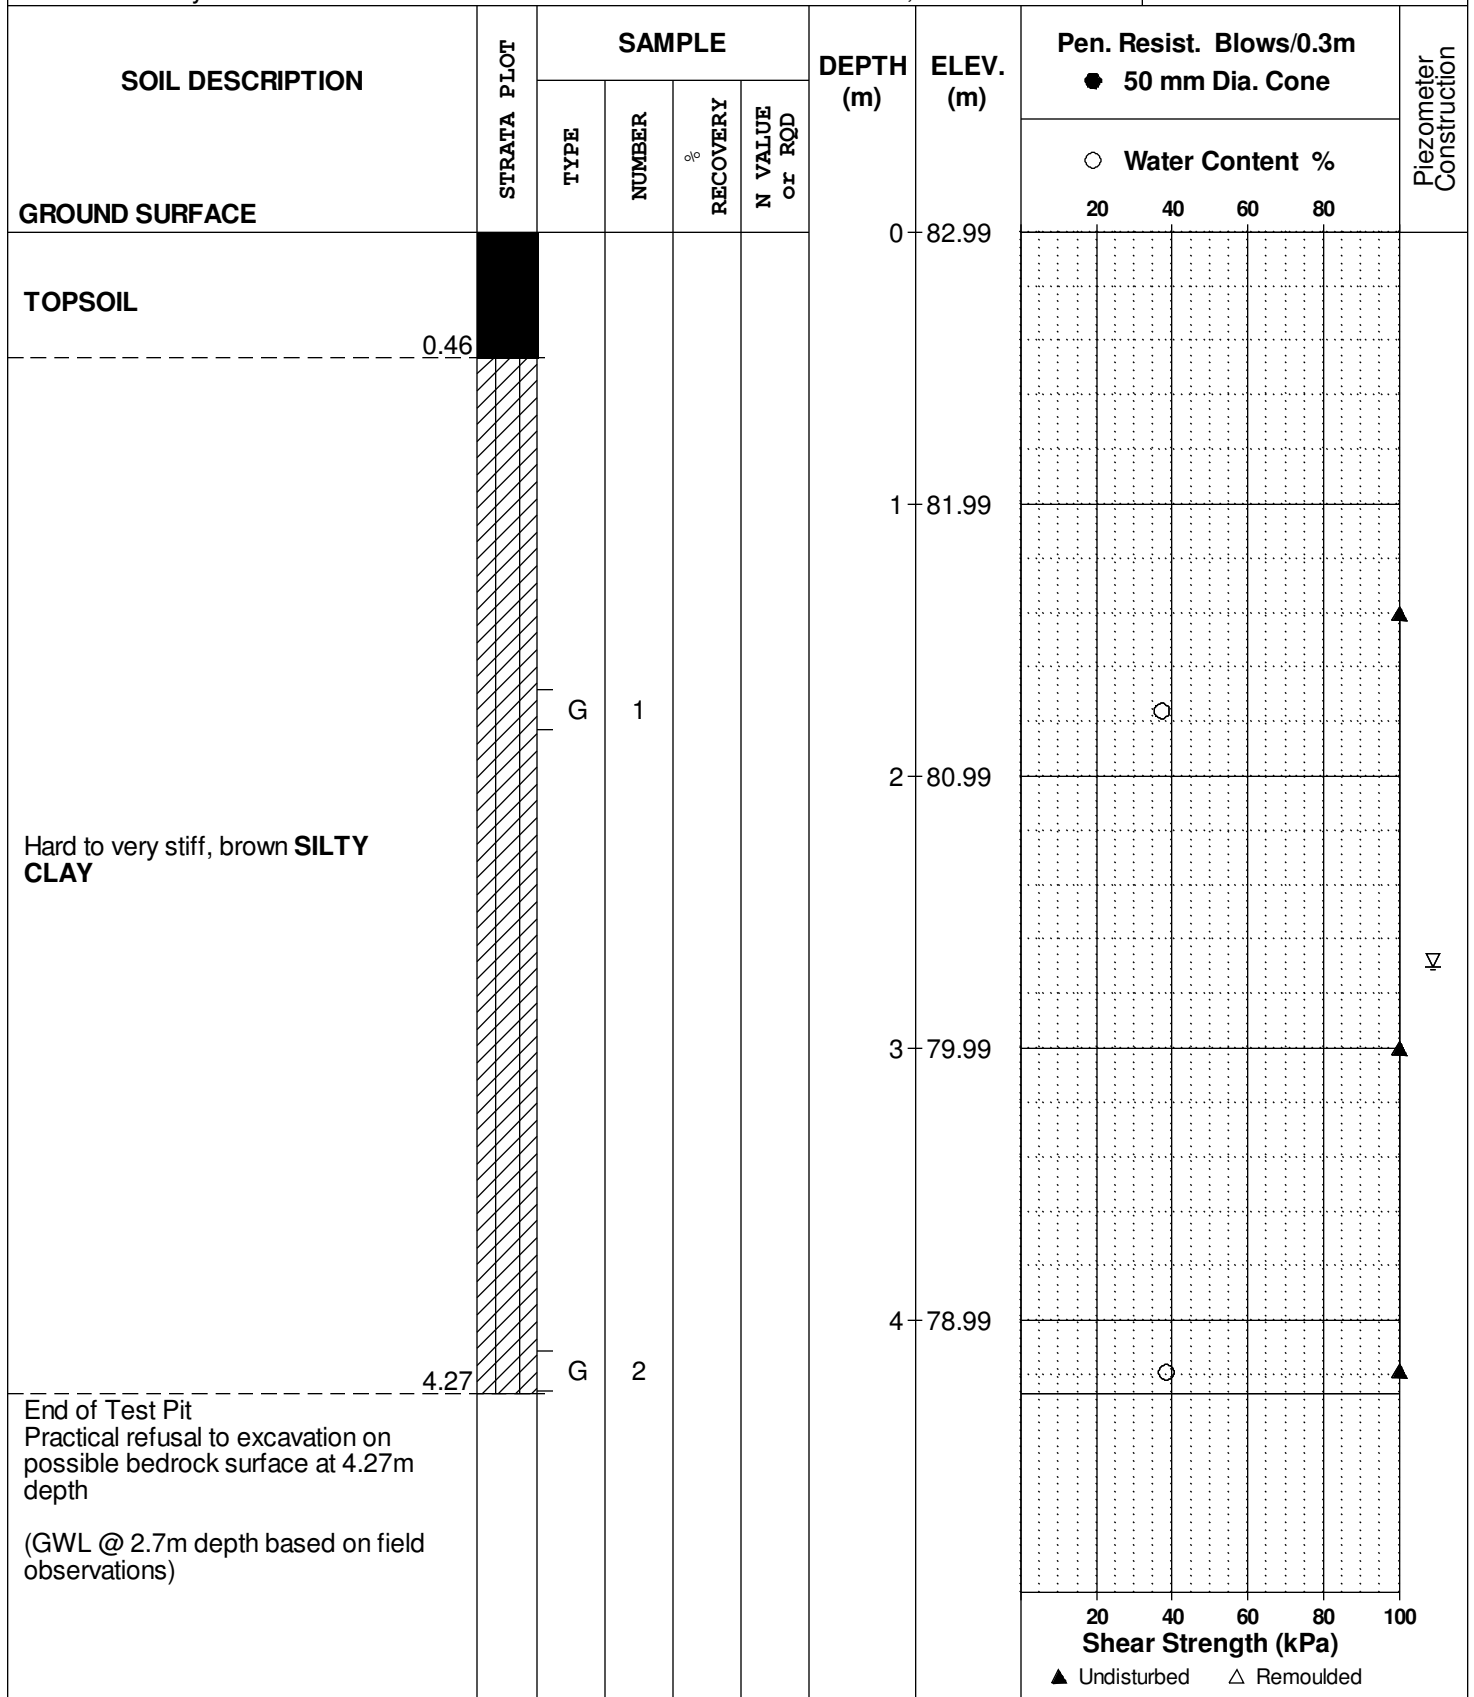 SOIL DESCRIPTION
GROUND SURFACE
STRATA PLOT
SAMPLE
TYPE
NUMBER
%
RECOVERY
N VALUE
or RQD
DEPTH
(m)
ELEV.
(m)
Pen. Resist. Blows/0.3m
● 50 mm Dia. Cone
○ Water Content %
20 40 60 80
Piezometer
Construction
0 82.99
TOPSOIL
0.46
1 81.99
G 1
2 80.99
Hard to very stiff, brown SILTY
CLAY
3 79.99
4 78.99
G 2
4.27
End of Test Pit
Practical refusal to excavation on
possible bedrock surface at 4.27m
depth
(GWL @ 2.7m depth based on field
observations)
20 40 60 80 100
Shear Strength (kPa)
▲ Undisturbed △ Remoulded